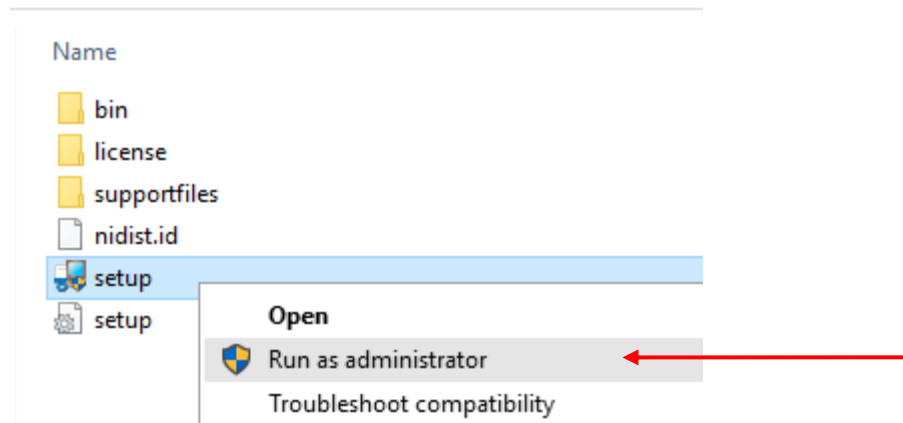 Name
bin
license
supportfiles
nidist.id
setup
setup
Open
Run as administrator
Troubleshoot compatibility